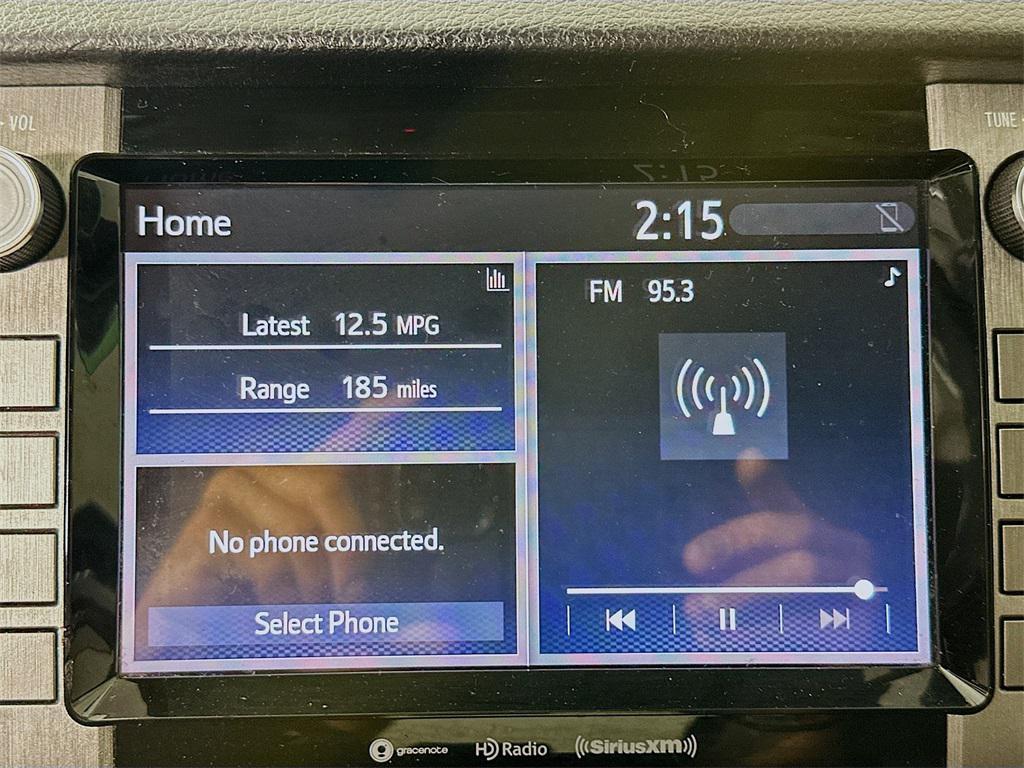 VOL
TUNE
Home
2:15
Latest 12.5 MPG
Range 185 miles
No phone connected.
Select Phone
FM 95.3
gracenote
HD Radio
SiriusXM